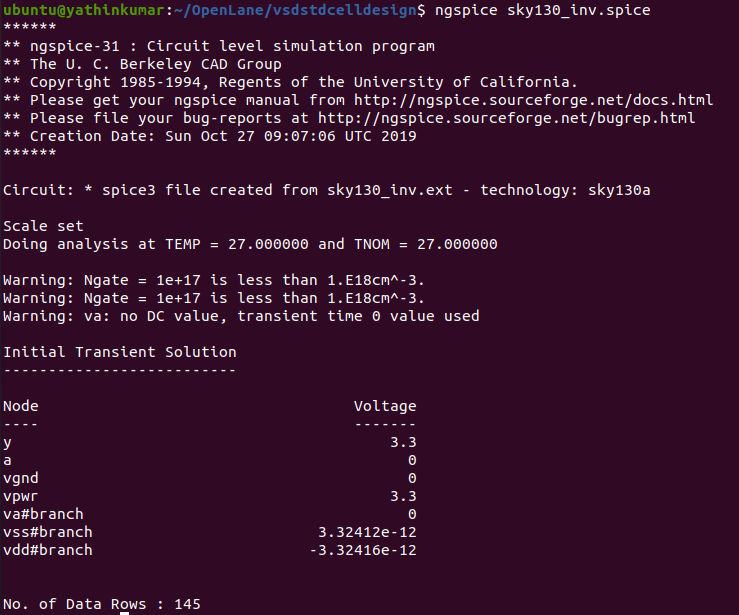 ubuntu@yathinkumar:~/OpenLane/vsdstdcelldesign$ ngspice sky130_inv.spice
******
** ngspice-31 : Circuit level simulation program
** The U. C. Berkeley CAD Group
** Copyright 1985-1994, Regents of the University of California.
** Please get your ngspice manual from http://ngspice.sourceforge.net/docs.html
** Please file your bug-reports at http://ngspice.sourceforge.net/bugrep.html
** Creation Date: Sun Oct 27 09:07:06 UTC 2019
******
Circuit: * spice3 file created from sky130_inv.ext - technology: sky130a
Scale set
Doing analysis at TEMP = 27.000000 and TNOM = 27.000000
Warning: Ngate = 1e+17 is less than 1.E18cm^-3.
Warning: Ngate = 1e+17 is less than 1.E18cm^-3.
Warning: va: no DC value, transient time 0 value used
Initial Transient Solution
--------------------------
Node                                   Voltage
----                                   -------
y                                          3.3
a                                            0
vgnd                                         0
vpwr                                       3.3
va#branch                                    0
vss#branch                         3.32412e-12
vdd#branch                        -3.32416e-12
No. of Data Rows : 145